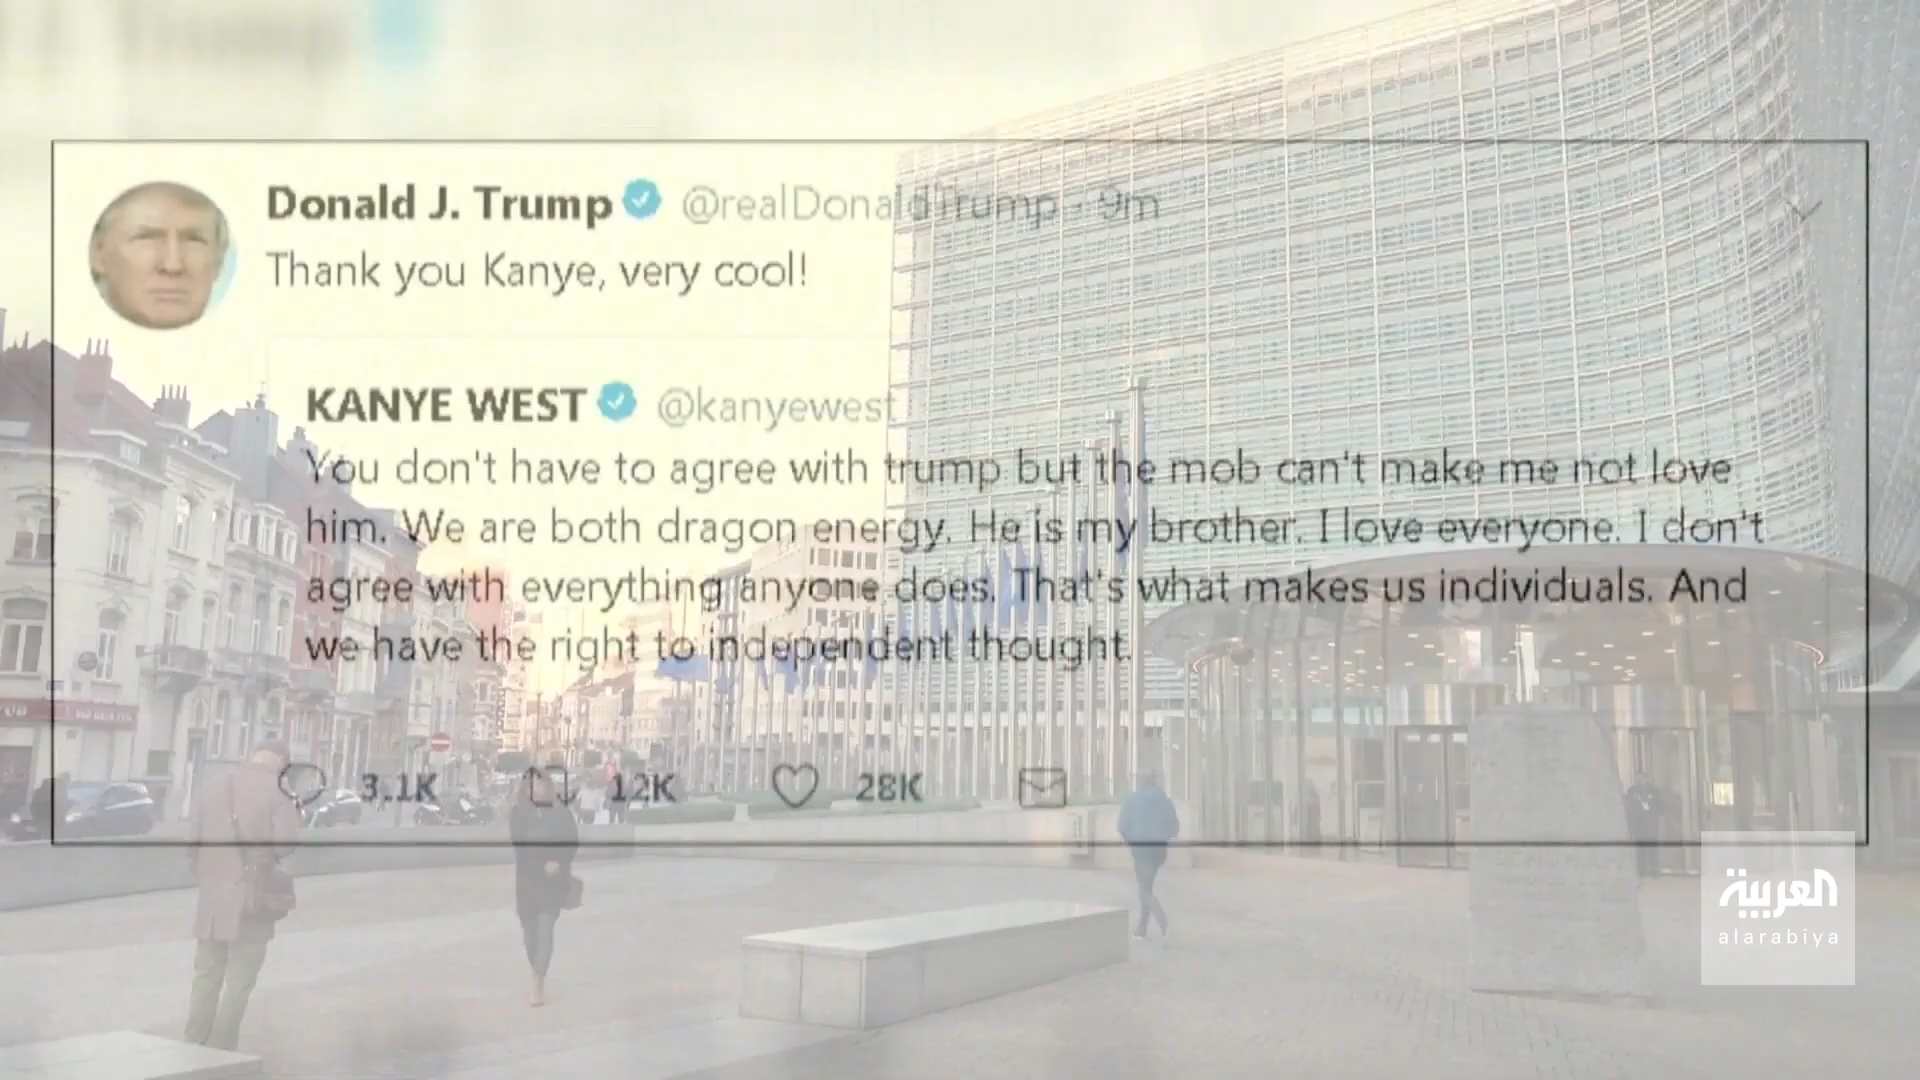 Donald J. Trump @realDonaldTrump · 9m
Thank you Kanye, very cool!
KANYE WEST @kanyewest
You don't have to agree with trump but the mob can't make me not love
him. We are both dragon energy. He is my brother. I love everyone. I don't
agree with everything anyone does. That's what makes us individuals. And
we have the right to independent thought.
3.1K 12K 28K
العربية
alarabiya